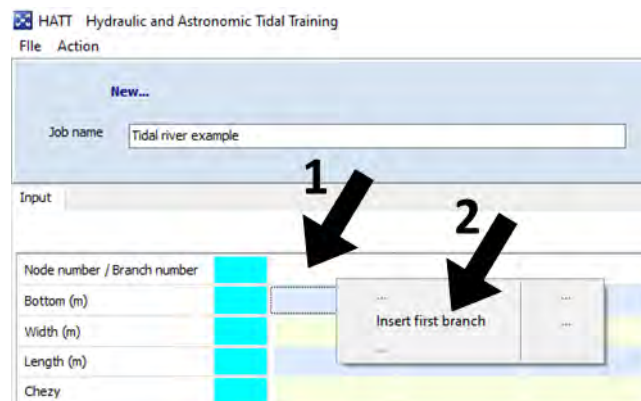 HATT Hydraulic and Astronomic Tidal Training
FIle Action
New...
Job name Tidal river example
1
2
Input
Node number / Branch number
Bottom (m)
... ...
Insert first branch ...
Width (m)
...
Length (m)
Chezy